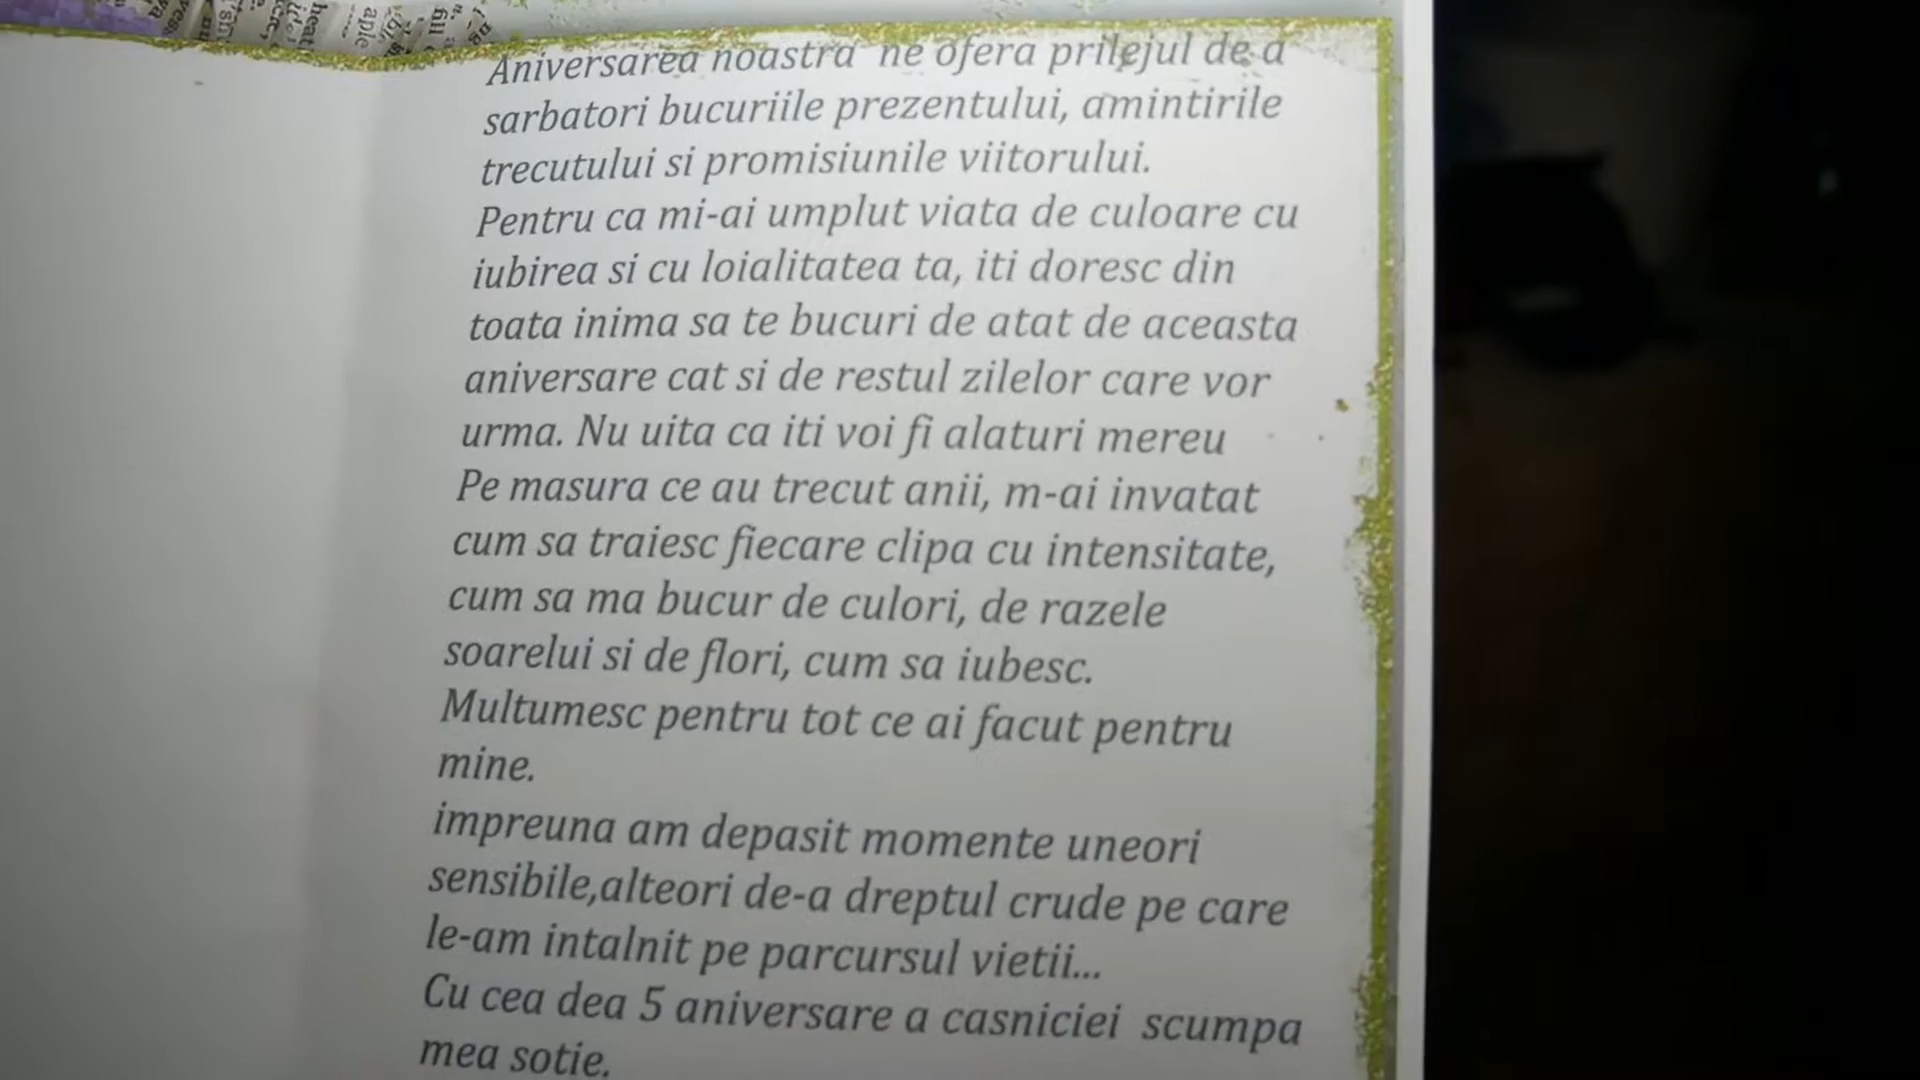 Aniversarea noastra  ne ofera prilejul de a
sarbatori bucuriile prezentului, amintirile
trecutului si promisiunile viitorului.
Pentru ca mi-ai umplut viata de culoare cu
iubirea si cu loialitatea ta, iti doresc din
toata inima sa te bucuri de atat de aceasta
aniversare cat si de restul zilelor care vor
urma. Nu uita ca iti voi fi alaturi mereu
Pe masura ce au trecut anii, m-ai invatat
cum sa traiesc fiecare clipa cu intensitate,
cum sa ma bucur de culori, de razele
soarelui si de flori, cum sa iubesc.
Multumesc pentru tot ce ai facut pentru
mine.
impreuna am depasit momente uneori
sensibile,alteori de-a dreptul crude pe care
le-am intalnit pe parcursul vietii...
Cu cea dea 5 aniversare a casniciei  scumpa
mea sotie.